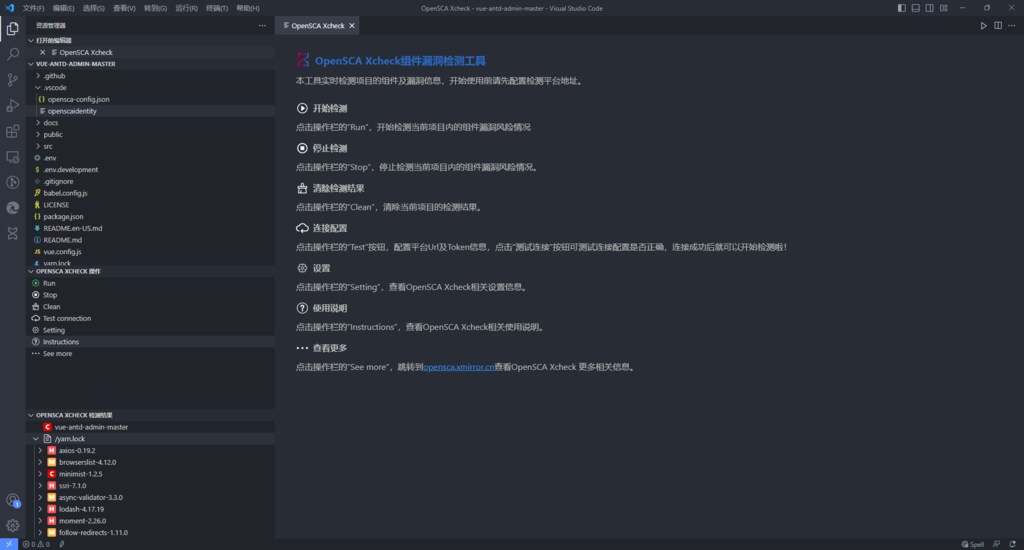 文件(F) 编辑(E) 选择(S) 查看(V) 转到(G) 运行(R) 终端(T) 帮助(H)
OpenSCA Xcheck - vue-antd-admin-master - Visual Studio Code
资源管理器
打开的编辑器
OpenSCA Xcheck
VUE-ANTD-ADMIN-MASTER
.github
.vscode
opensca-config.json
openscaidentity
docs
public
src
.env
.env.development
.gitignore
babel.config.js
LICENSE
package.json
README.en-US.md
README.md
vue.config.js
yarn.lock
OPENSCA XCHECK 操作
Run
Stop
Clean
Test connection
Setting
Instructions
See more
OPENSCA XCHECK 检测结果
C vue-antd-admin-master
/yarn.lock
H axios-0.19.2
M browserslist-4.12.0
C minimist-1.2.5
H ssri-7.1.0
M async-validator-3.3.0
H lodash-4.17.19
H moment-2.26.0
M follow-redirects-1.11.0
OpenSCA Xcheck
OpenSCA Xcheck组件漏洞检测工具
本工具实时检测项目的组件及漏洞信息，开始使用前请先配置检测平台地址。
开始检测
点击操作栏的"Run"，开始检测当前项目内的组件漏洞风险情况
停止检测
点击操作栏的"Stop"，停止检测当前项目内的组件漏洞风险情况。
清除检测结果
点击操作栏的"Clean"，清除当前项目的检测结果。
连接配置
点击操作栏的"Test"按钮，配置平台Url及Token信息，点击"测试连接"按钮可测试连接配置是否正确，连接成功后就可以开始检测啦！
设置
点击操作栏的"Setting"，查看OpenSCA Xcheck相关设置信息。
使用说明
点击操作栏的"Instructions"，查看OpenSCA Xcheck相关使用说明。
查看更多
点击操作栏的"See more"，跳转到opensca.xmirror.cn查看OpenSCA Xcheck 更多相关信息。
1
0 0
Spell